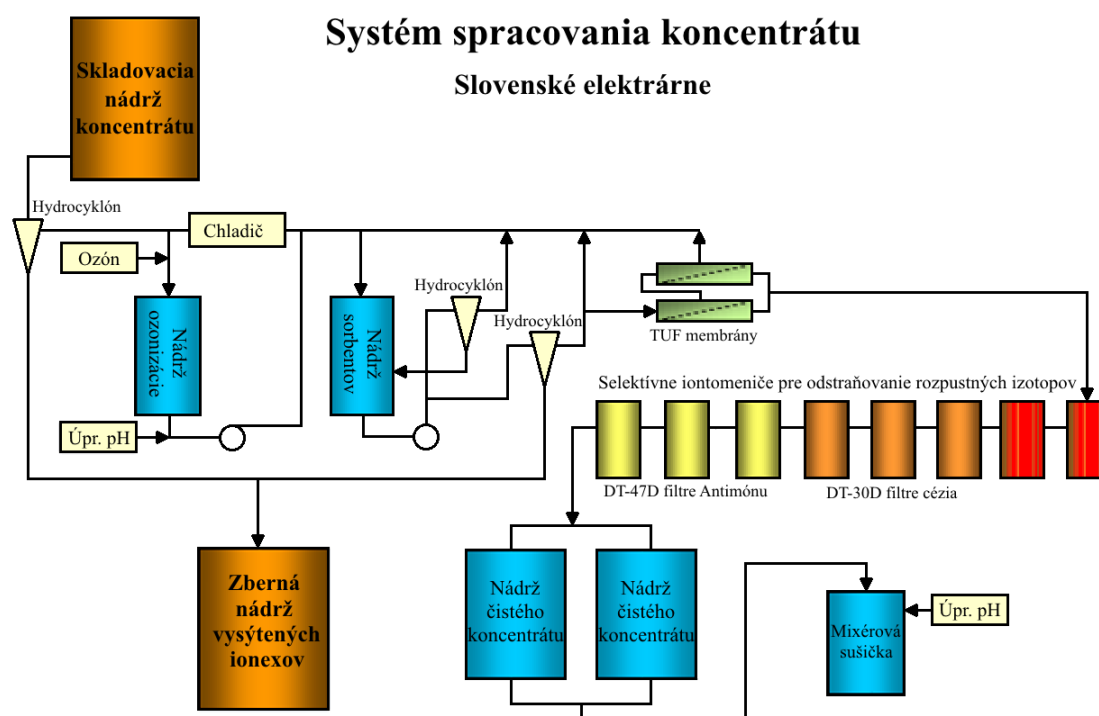 Systém spracovania koncentrátu
Slovenské elektrárne
Skladovacia
nádrž
koncentrátu
Hydrocyklón
Chladič
Ozón
Nádrž
ozonizácie
Úpr. pH
Nádrž
sorbentov
Hydrocyklón
Hydrocyklón
TUF membrány
Selektívne iontomeniče pre odstraňovanie rozpustných izotopov
DT-47D filtre Antimónu
DT-30D filtre cézia
Zberná
nádrž
vysýtených
ionexov
Nádrž
čistého
koncentrátu
Nádrž
čistého
koncentrátu
Mixérová
sušička
Úpr. pH